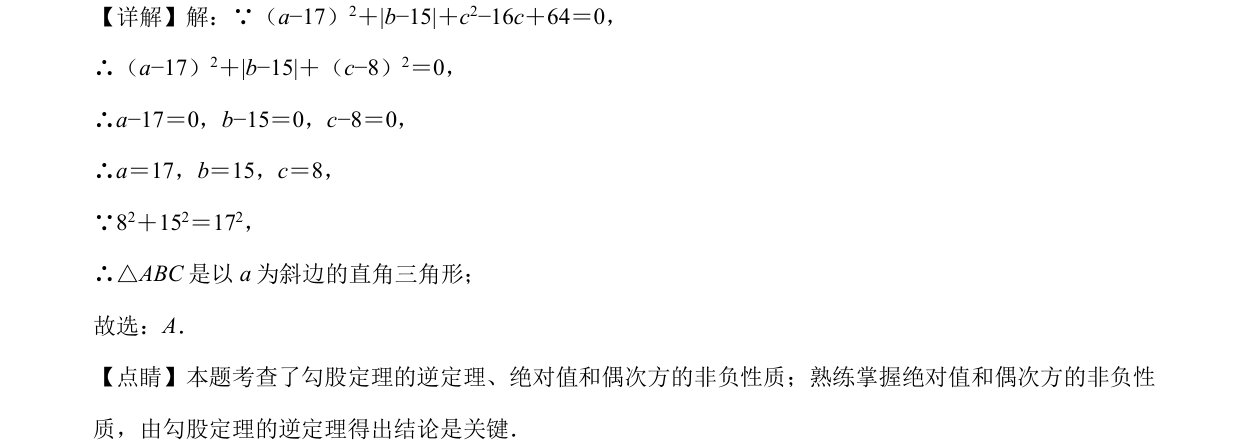 【详解】解：∵（a−17）²＋|b−15|＋c²−16c＋64＝0，
∴（a−17）²＋|b−15|＋（c−8）²＝0，
∴a−17＝0，b−15＝0，c−8＝0，
∴a＝17，b＝15，c＝8，
∵8²＋15²＝17²，
∴△ABC 是以 a 为斜边的直角三角形；
故选：A．
【点睛】本题考查了勾股定理的逆定理、绝对值和偶次方的非负性质；熟练掌握绝对值和偶次方的非负性
质，由勾股定理的逆定理得出结论是关键．